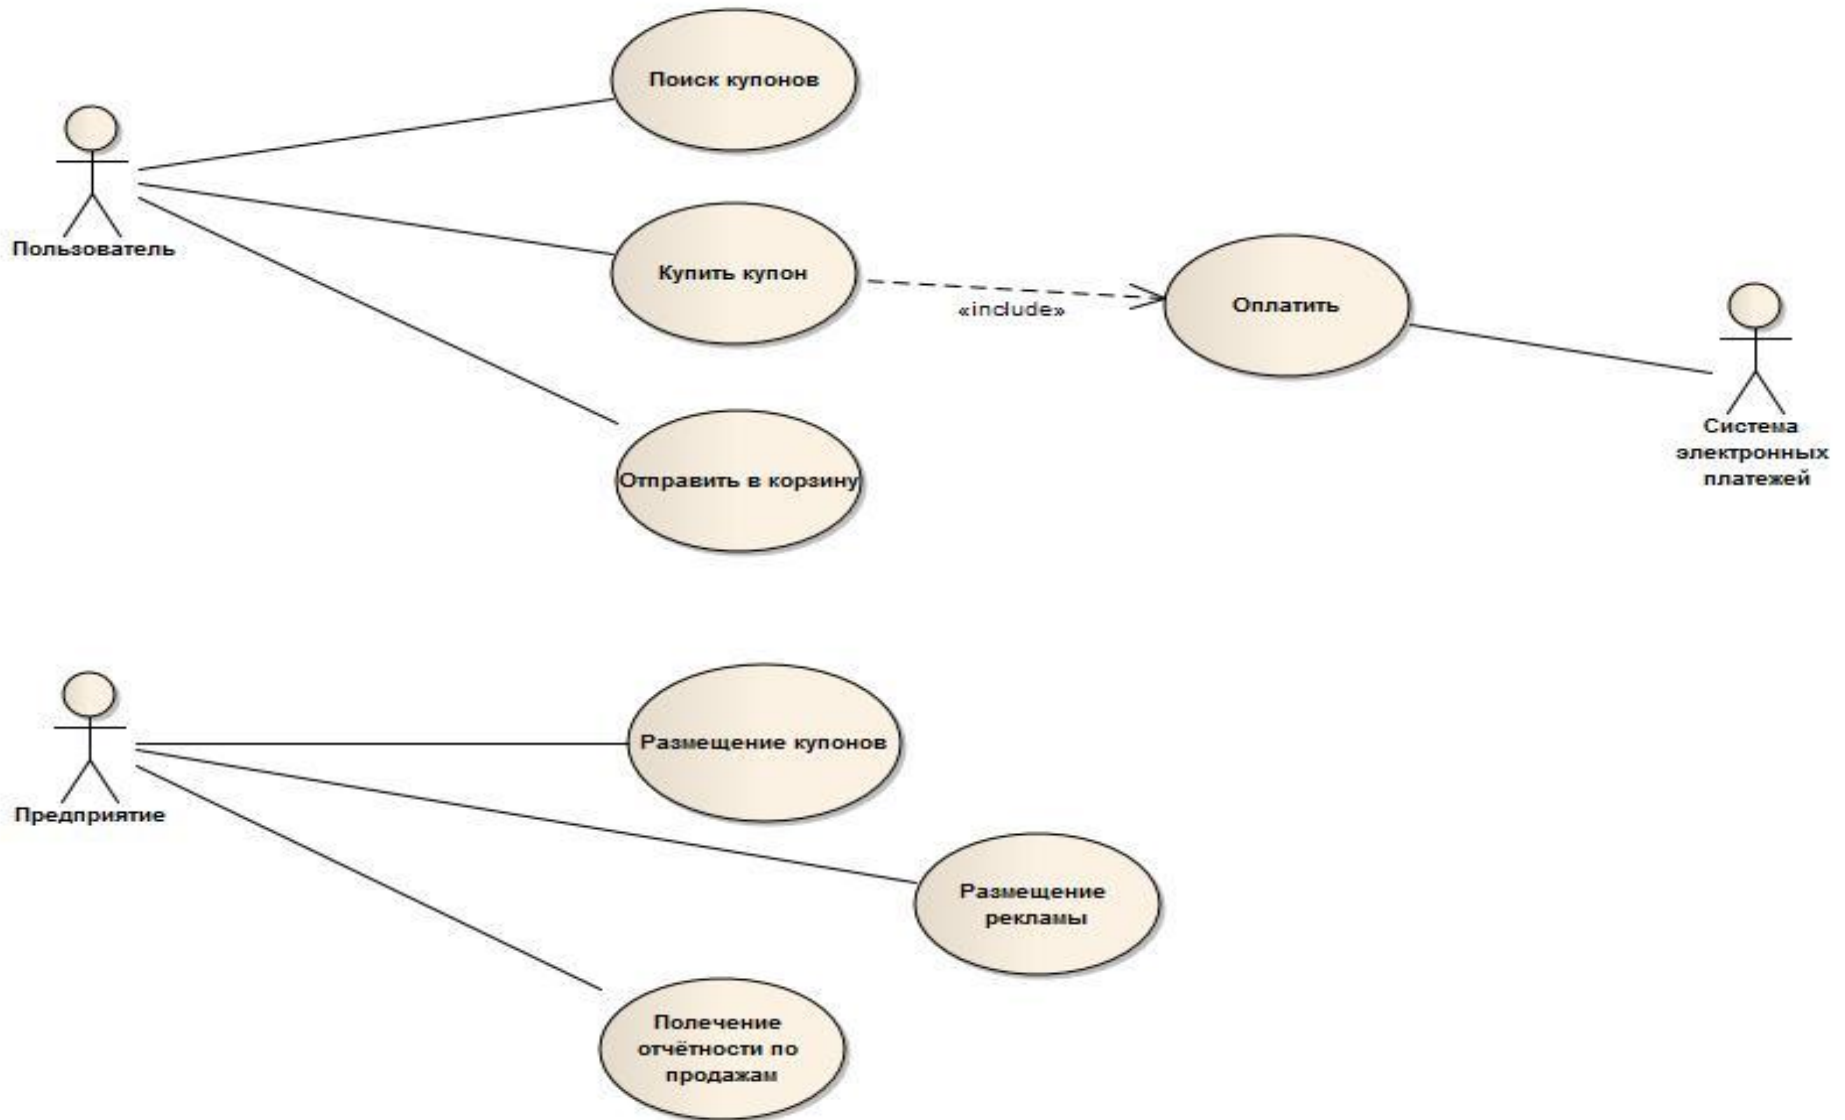 Поиск купонов
Пользователь
Купить купон
«include»
Оплатить
Система
электронных
платежей
Отправить в корзину
Предприятие
Размещение купонов
Размещение
рекламы
Полечение
отчётности по
продажам